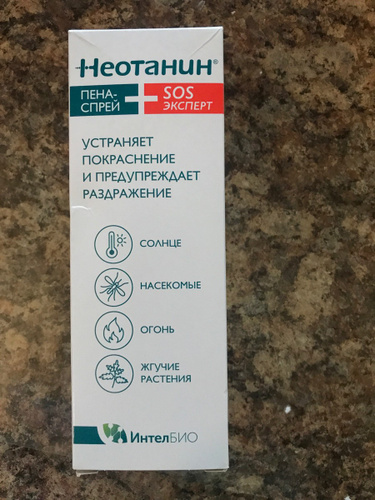 Неотанин®
ПЕНА-
СПРЕЙ
SOS
ЭКСПЕРТ
УСТРАНЯЕТ
ПОКРАСНЕНИЕ
И ПРЕДУПРЕЖДАЕТ
РАЗДРАЖЕНИЕ
СОЛНЦЕ
НАСЕКОМЫЕ
ОГОНЬ
ЖГУЧИЕ
РАСТЕНИЯ
ИнтелБИО